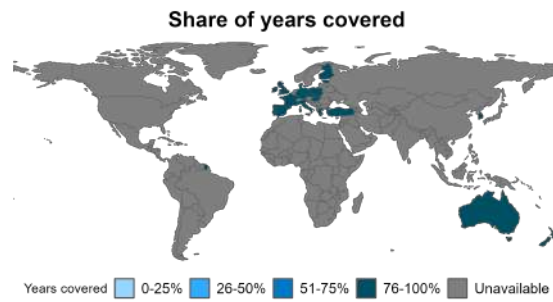 Share of years covered
Years covered 0-25% 26-50% 51-75% 76-100% Unavailable